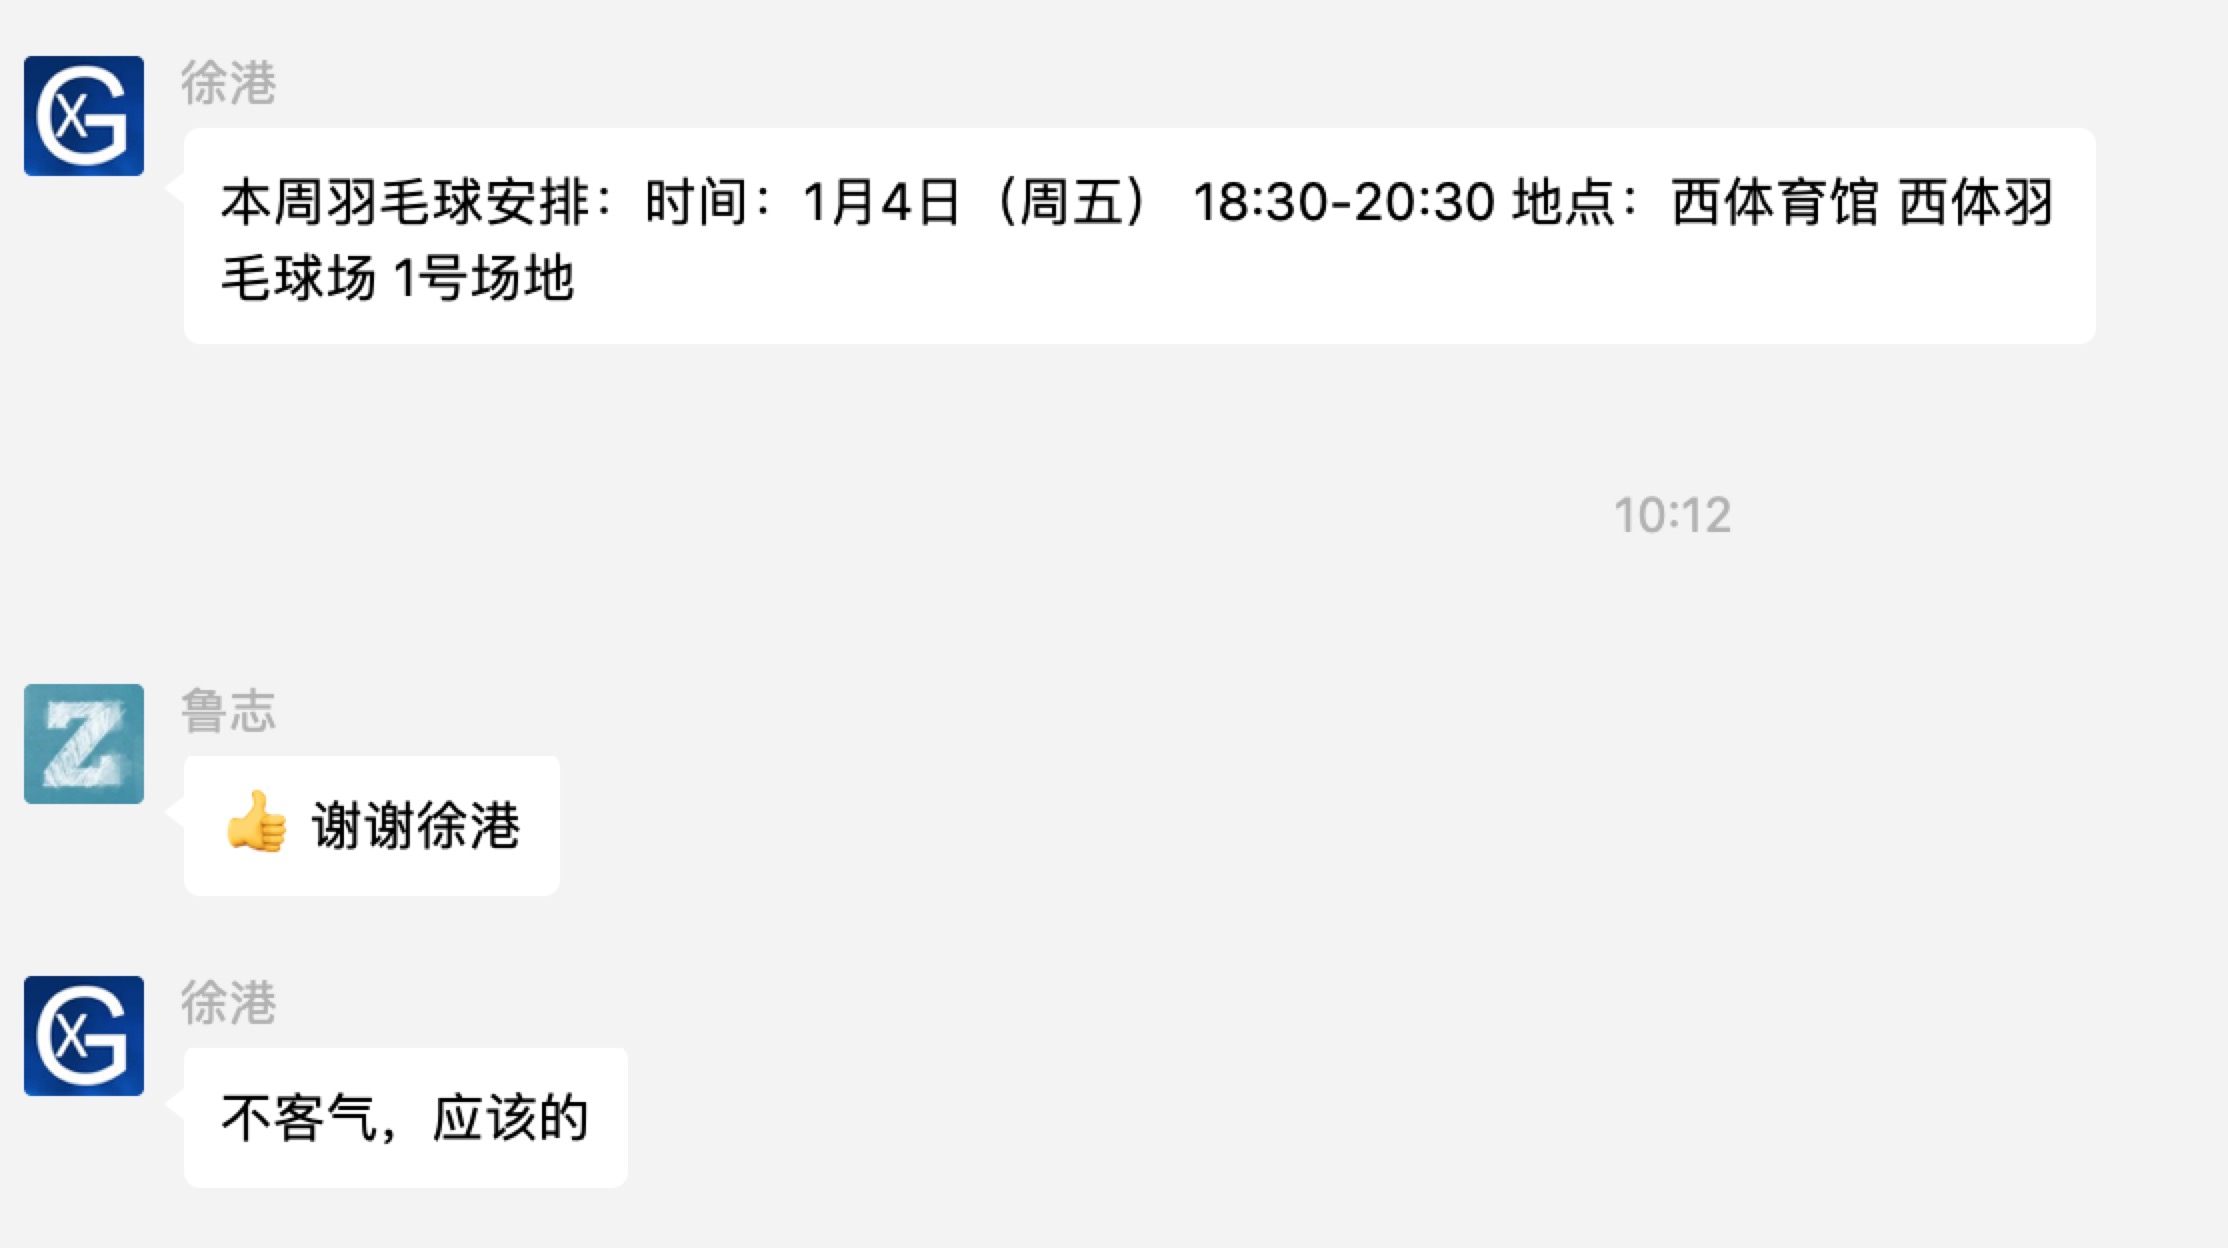 徐港
本周羽毛球安排：时间：1月4日（周五） 18:30-20:30 地点：西体育馆 西体羽
毛球场 1号场地
10:12
鲁志
👍 谢谢徐港
徐港
不客气，应该的